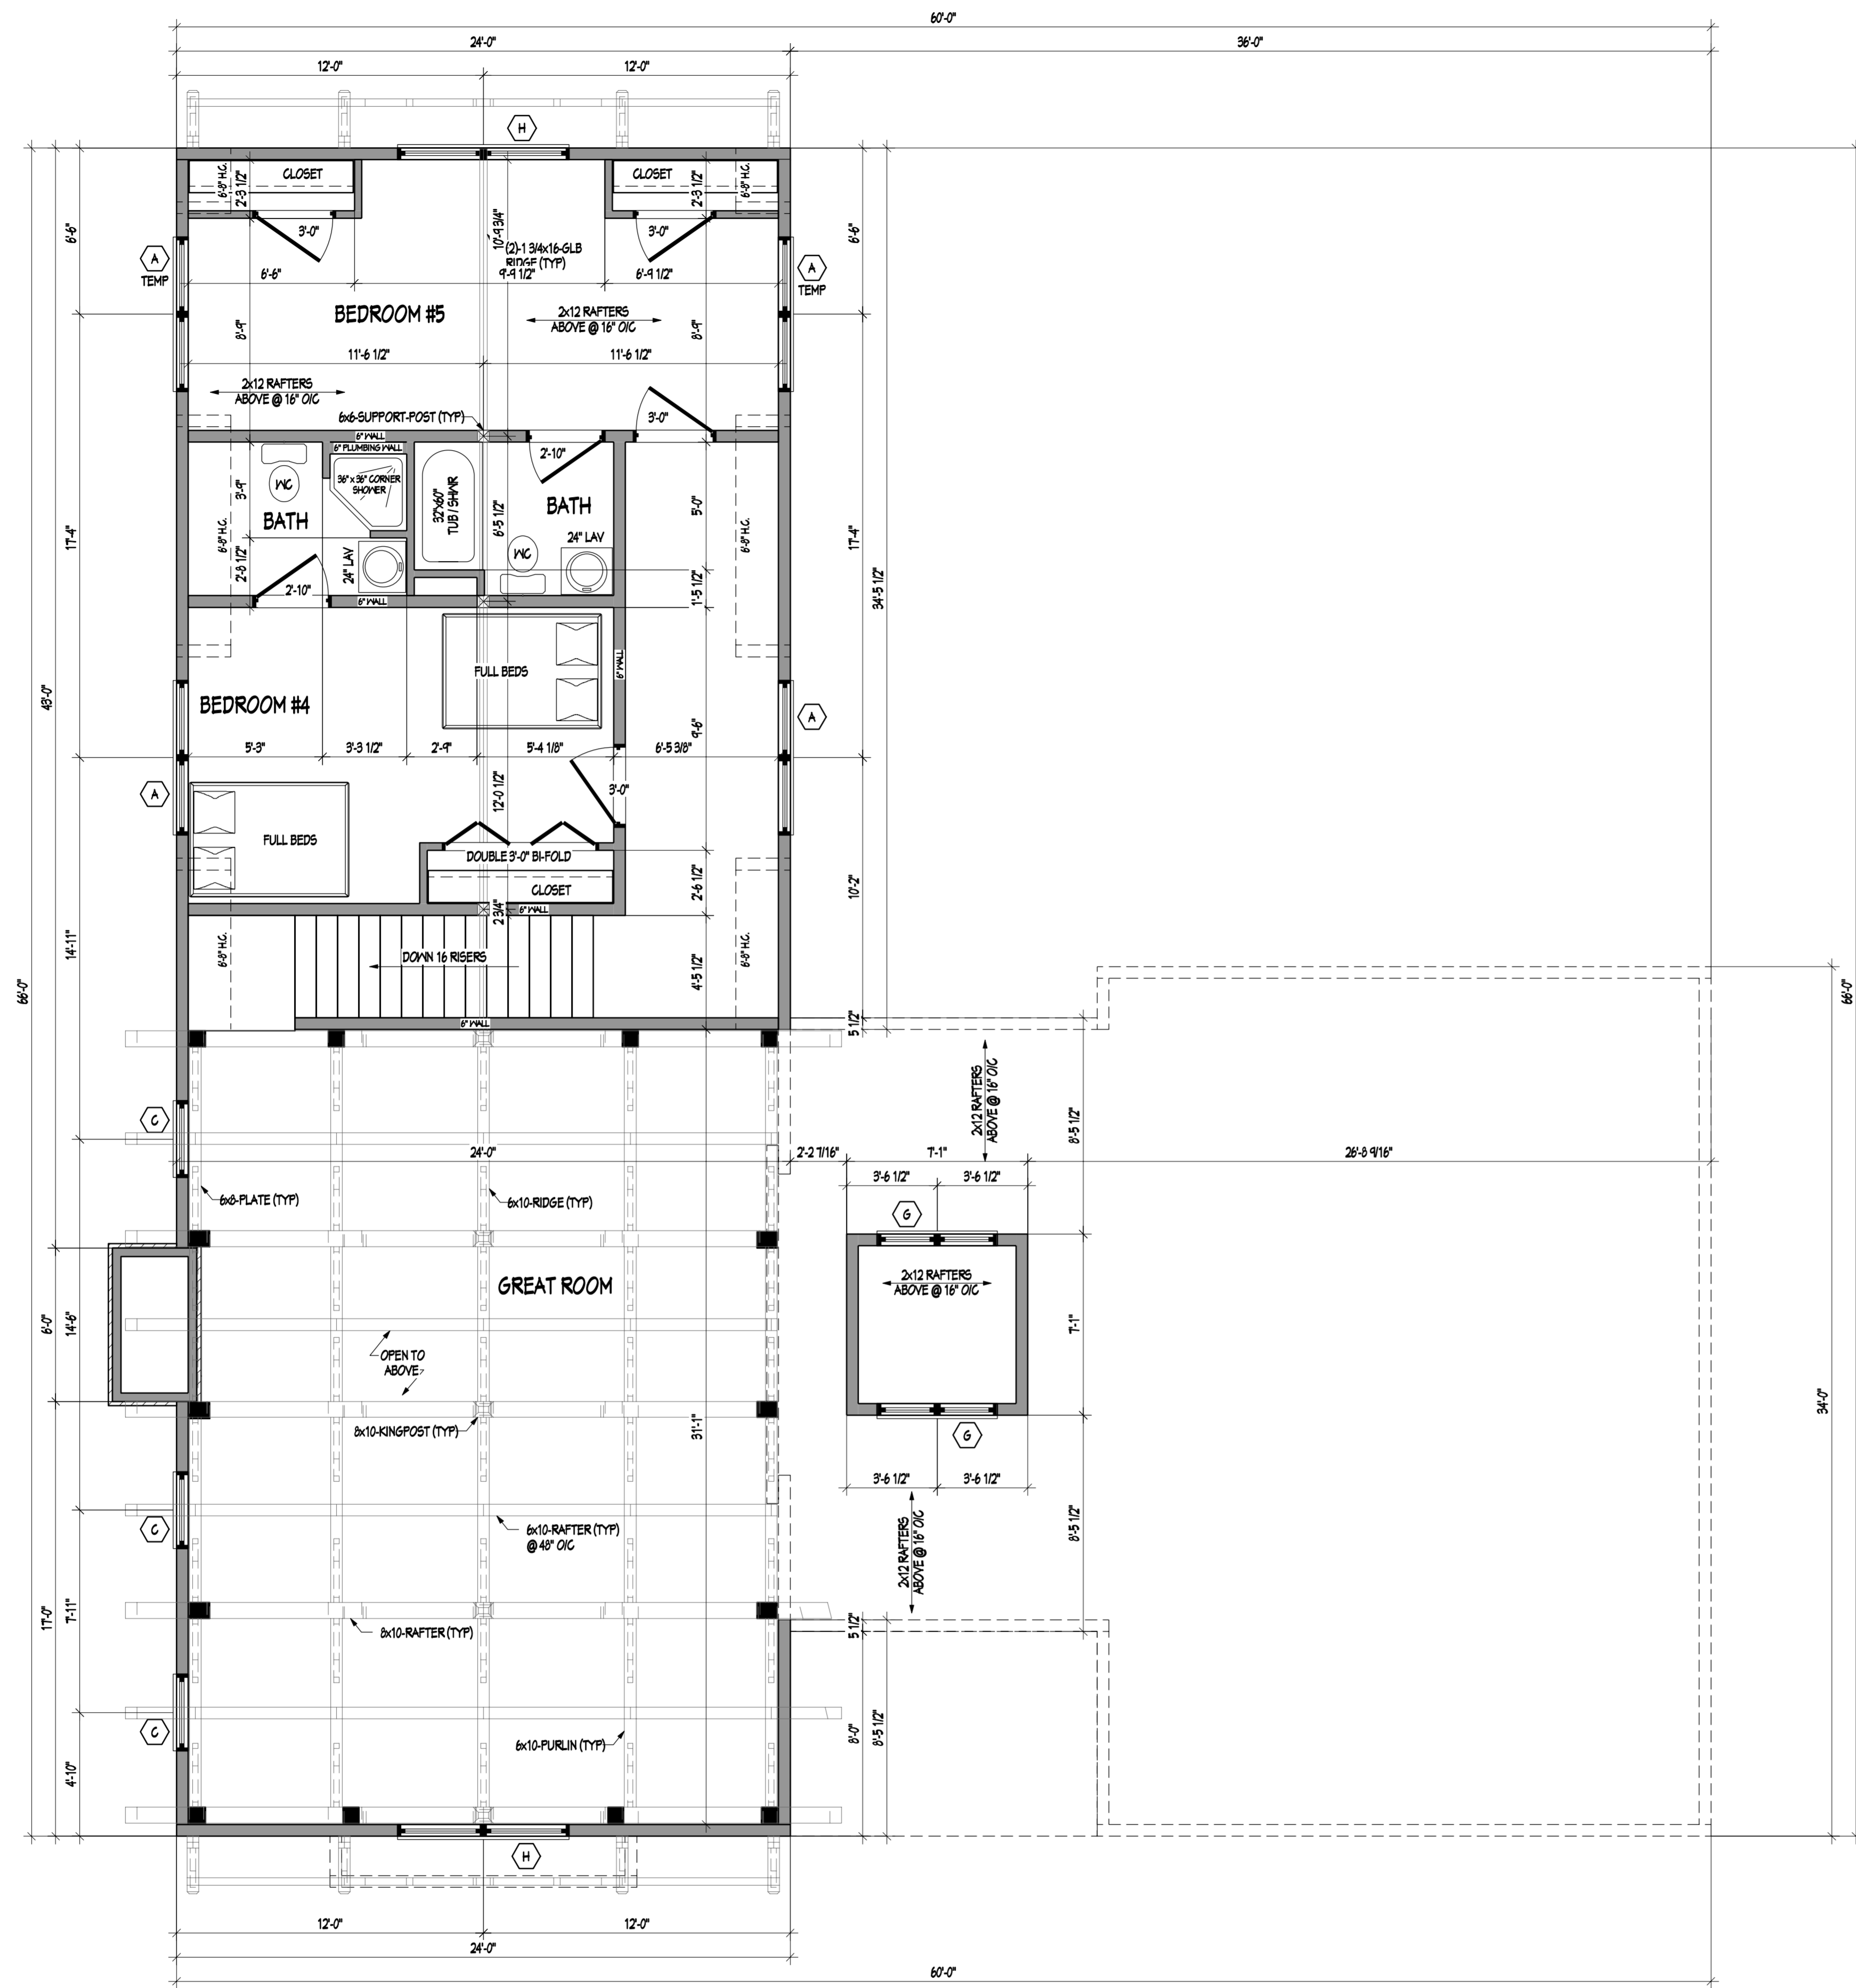 60'-0"
24'-0"
36'-0"
12'-0"
12'-0"
H
CLOSET
CLOSET
6'-8" H.C.
2'-3 1/2"
2'-3 1/2"
6'-8" H.C.
6'-6"
6'-6"
A
TEMP
A
TEMP
3'-0"
10'-9 3/4"
(2)-1 3/4x16-GLB
RIDGE (TYP)
3'-0"
6'-6"
9'-9 1/2"
6'-9 1/2"
BEDROOM #5
2x12 RAFTERS
ABOVE @ 16" O/C
8'-9"
8'-9"
11'-6 1/2"
11'-6 1/2"
2x12 RAFTERS
ABOVE @ 16" O/C
6x6-SUPPORT-POST (TYP)
3'-0"
6" WALL
6" PLUMBING WALL
2'-10"
WC
36" x 36" CORNER
SHOWER
32"x60"
TUB / SHWR
BATH
BATH
3'-9"
6'-5 1/2"
5'-0"
6'-8" H.C.
6'-8" H.C.
17'-4"
17'-4"
24" LAV
WC
24" LAV
2'-8 1/2"
2'-10"
6" WALL
1'-5 1/2"
34'-5 1/2"
FULL BEDS
6" WALL
BEDROOM #4
43'-0"
9'-6"
A
5'-3"
3'-3 1/2"
2'-9"
5'-4 1/8"
6'-5 3/8"
A
12'-0 1/2"
3'-0"
FULL BEDS
DOUBLE 3'-0" BI-FOLD
CLOSET
2'-6 1/2"
10'-2"
2 3/4"
6" WALL
14'-11"
6'-8" H.C.
DOWN 16 RISERS
4'-5 1/2"
6'-8" H.C.
66'-0"
66'-0"
6" WALL
5 1/2"
2x12 RAFTERS
ABOVE @ 16" O/C
8'-5 1/2"
C
24'-0"
2'-2 7/16"
7'-1"
26'-8 9/16"
3'-6 1/2"
3'-6 1/2"
6x8-PLATE (TYP)
6x10-RIDGE (TYP)
G
GREAT ROOM
2x12 RAFTERS
ABOVE @ 16" O/C
6'-0"
14'-6"
7'-1"
OPEN TO
ABOVE
34'-0"
8x10-KINGPOST (TYP)
31'-1"
G
3'-6 1/2"
3'-6 1/2"
C
6x10-RAFTER (TYP)
@ 48" O/C
2x12 RAFTERS
ABOVE @ 16" O/C
8'-5 1/2"
17'-0"
7'-11"
8x10-RAFTER (TYP)
5 1/2"
C
6x10-PURLIN (TYP)
8'-0"
8'-5 1/2"
4'-10"
H
12'-0"
12'-0"
24'-0"
60'-0"